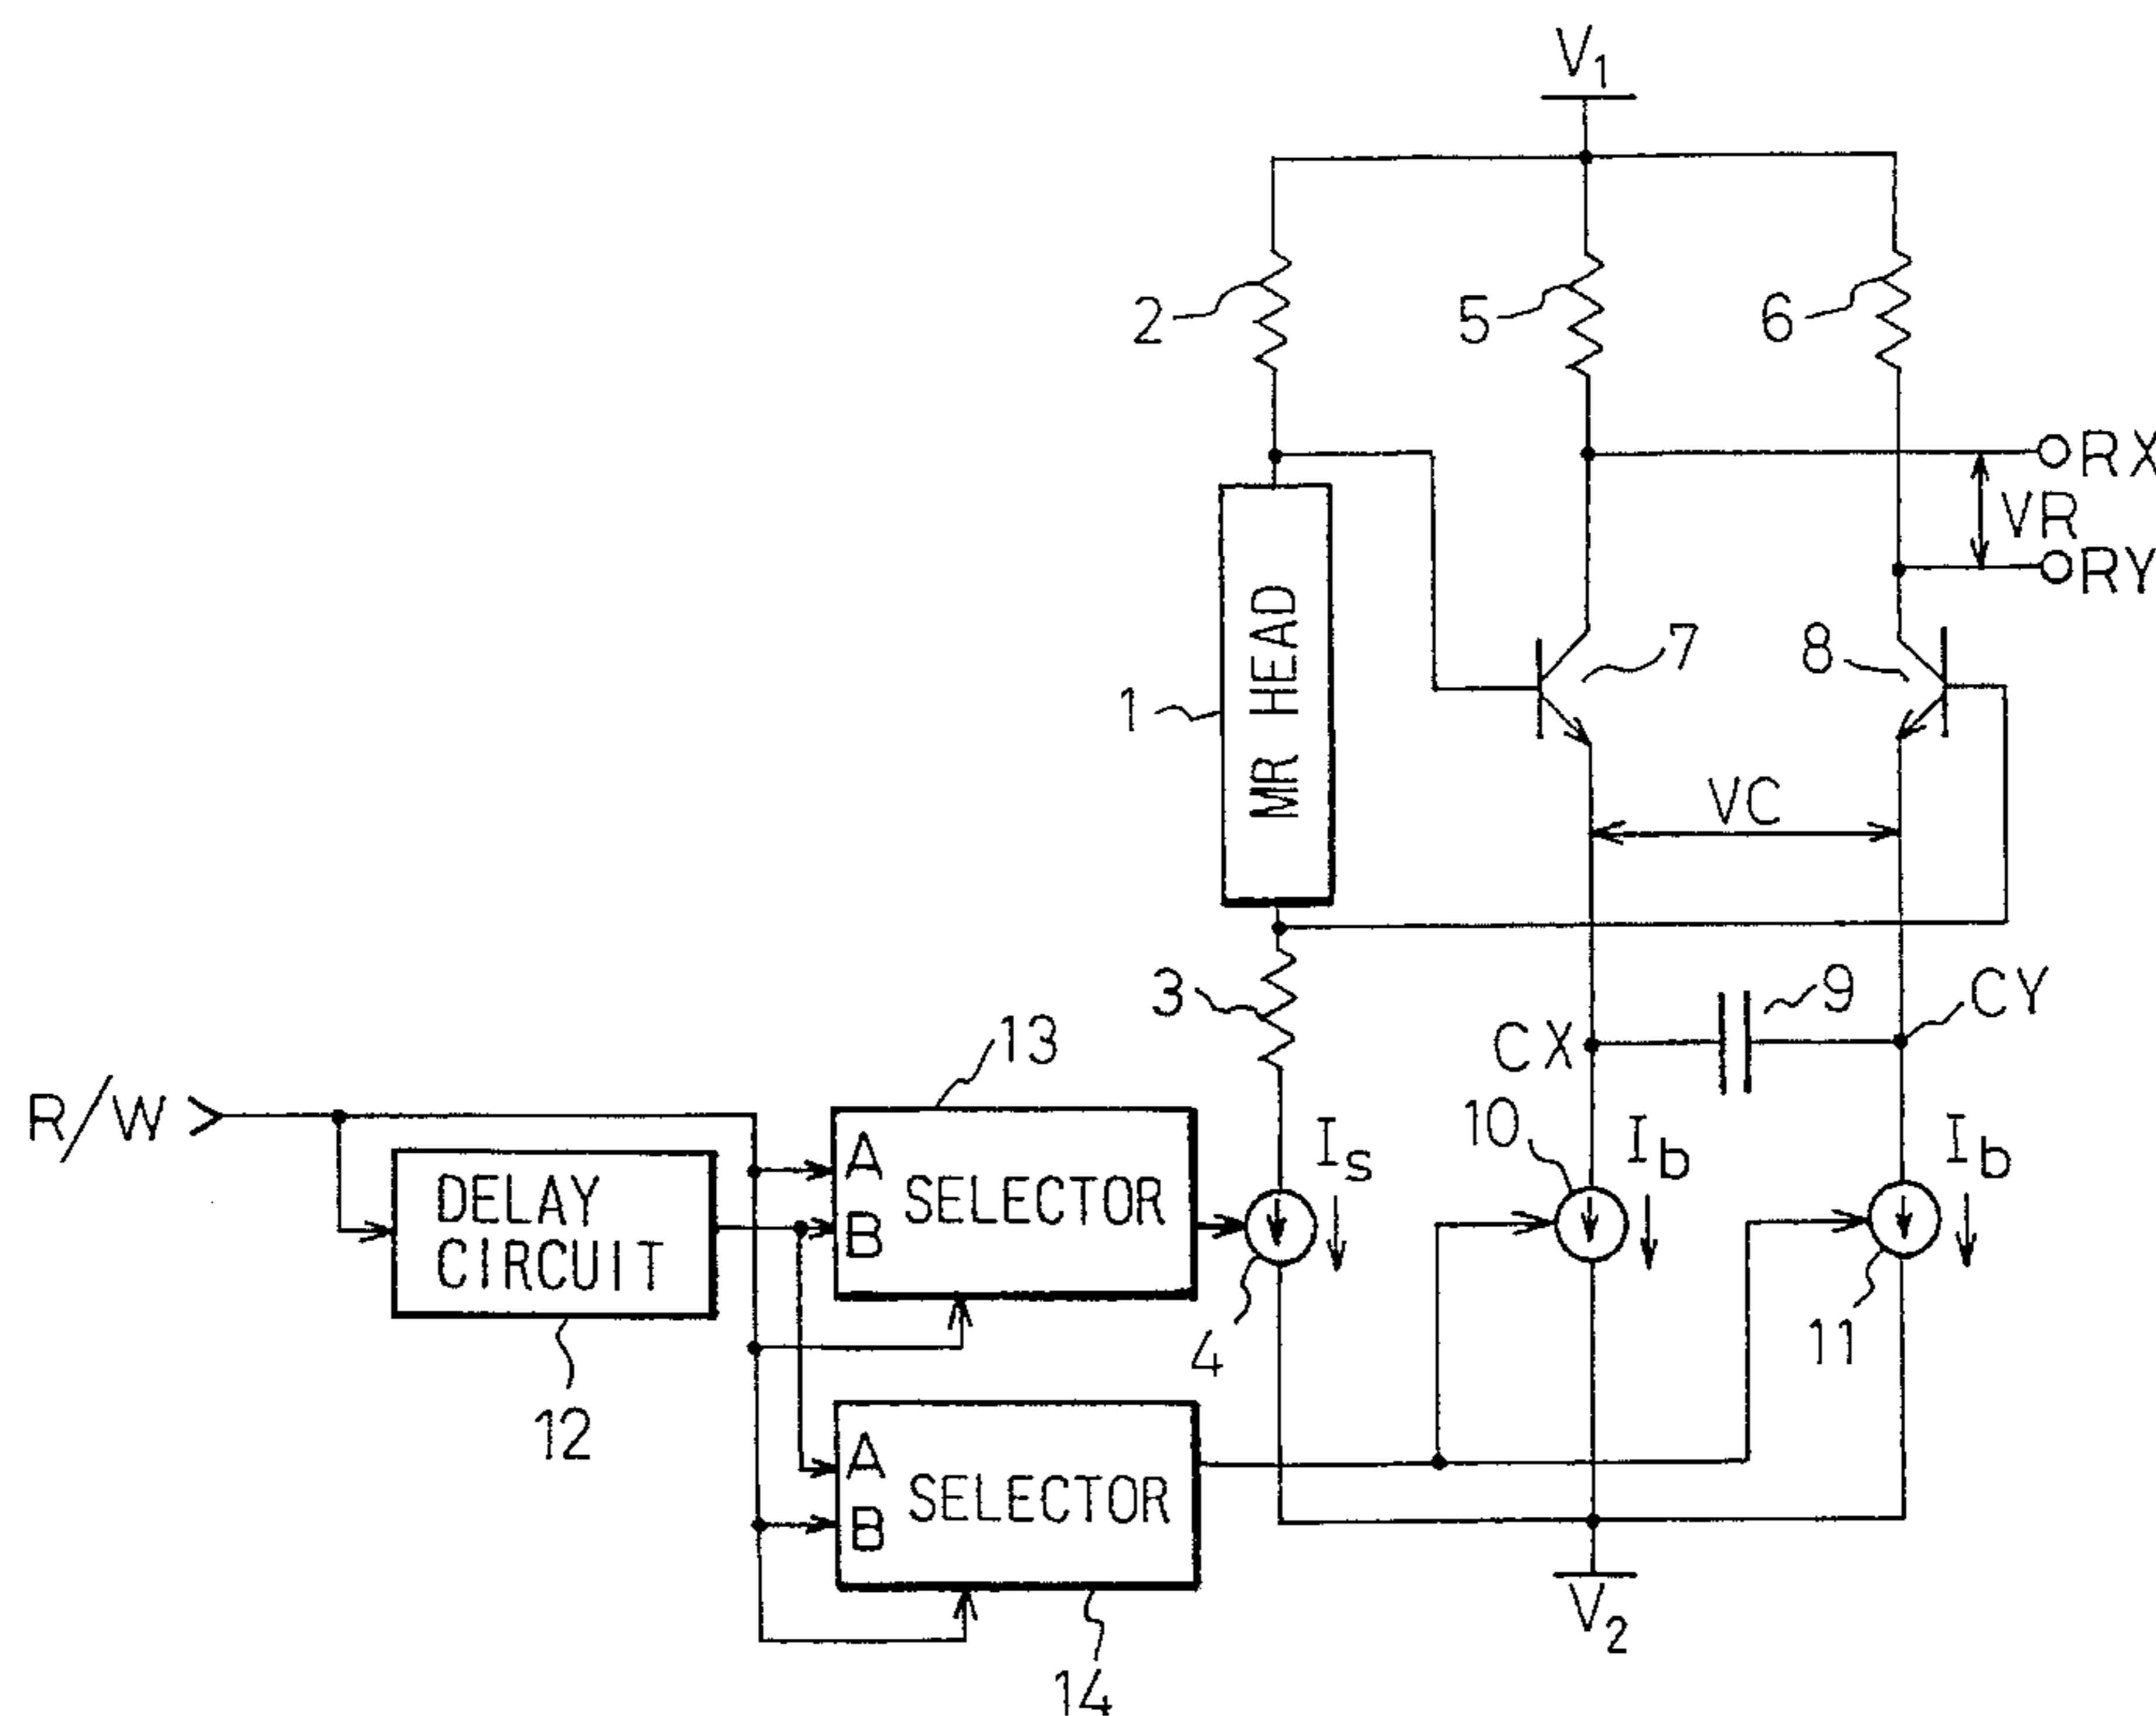 V1
2
5
6
RX
VR
RY
7
8
1
MR HEAD
VC
3
9
CY
CX
13
R/W
A
B
SELECTOR
DELAY
CIRCUIT
Is
10
Ib
Ib
4
11
12
A
B
SELECTOR
14
V2